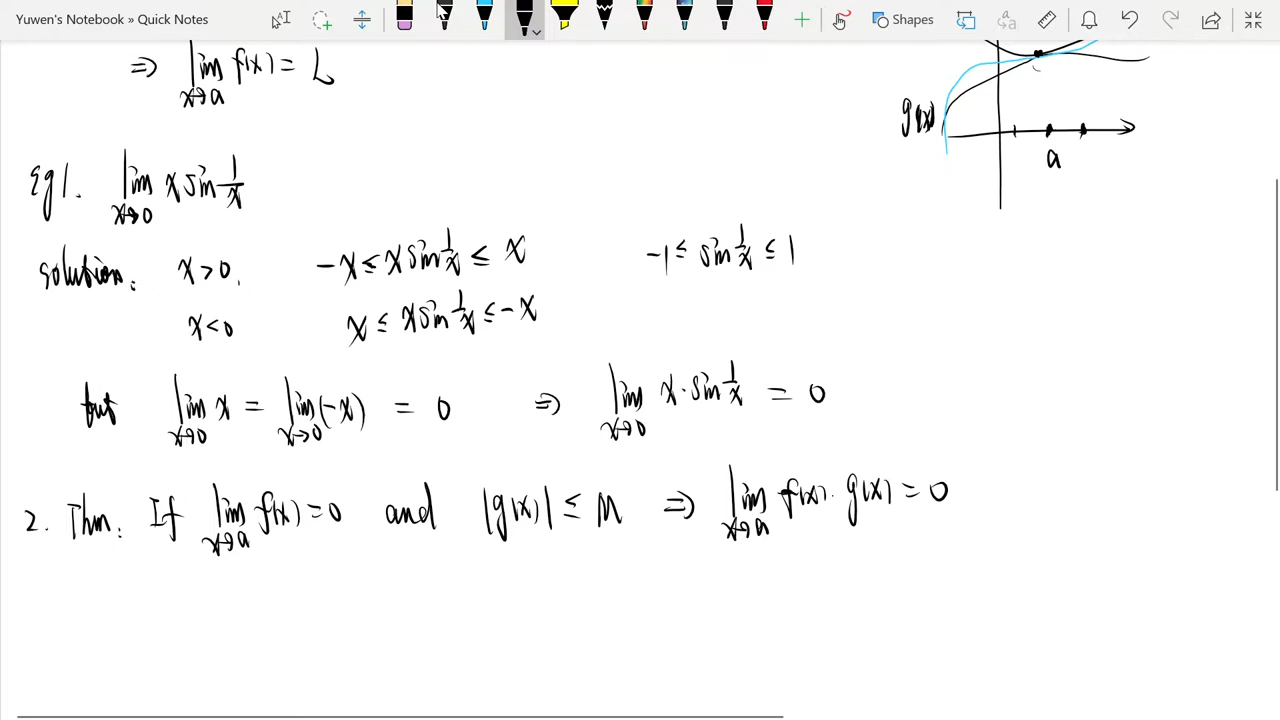 Yuwen's Notebook » Quick Notes
Shapes
⇒ lim x→a f(x) = L
g(x)
a
Eg1. lim x→0 x sin 1/x
solution: x>0, -x ≤ x sin 1/x ≤ x -1 ≤ sin 1/x ≤ 1
x<0 x ≤ x sin 1/x ≤ -x
but lim x→0 x = lim x→0 (-x) = 0 ⇒ lim x→0 x · sin 1/x = 0
2. Thm: If lim x→a f(x) = 0 and |g(x)| ≤ M ⇒ lim x→a f(x) · g(x) = 0